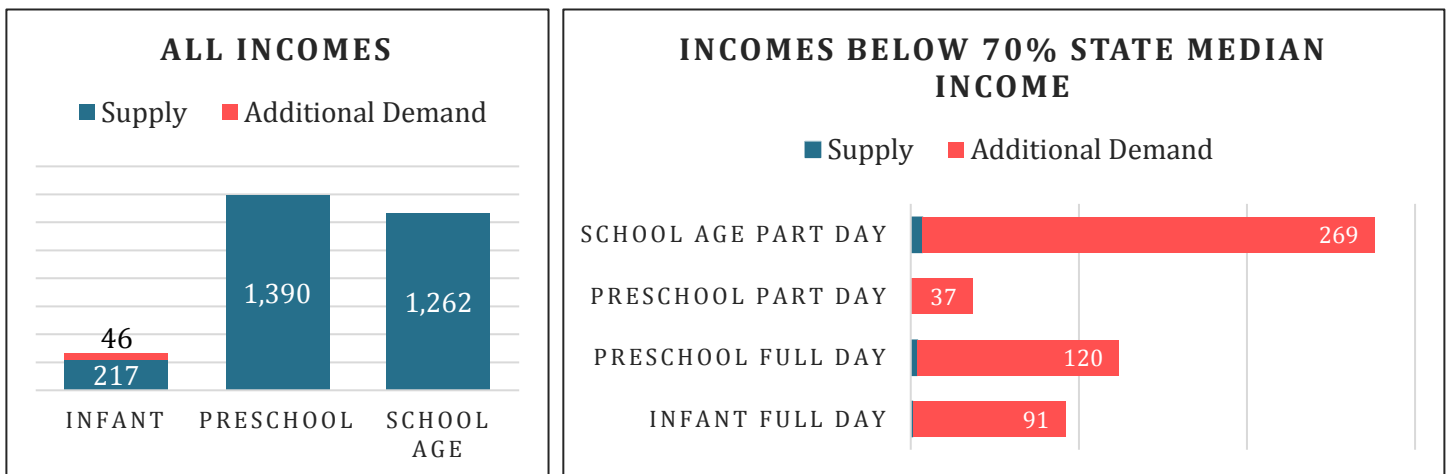 ALL INCOMES
Supply Additional Demand
46
217
1,390
1,262
INFANT PRESCHOOL SCHOOL
AGE
INCOMES BELOW 70% STATE MEDIAN
INCOME
Supply Additional Demand
SCHOOL AGE PART DAY 269
PRESCHOOL PART DAY 37
PRESCHOOL FULL DAY 120
INFANT FULL DAY 91